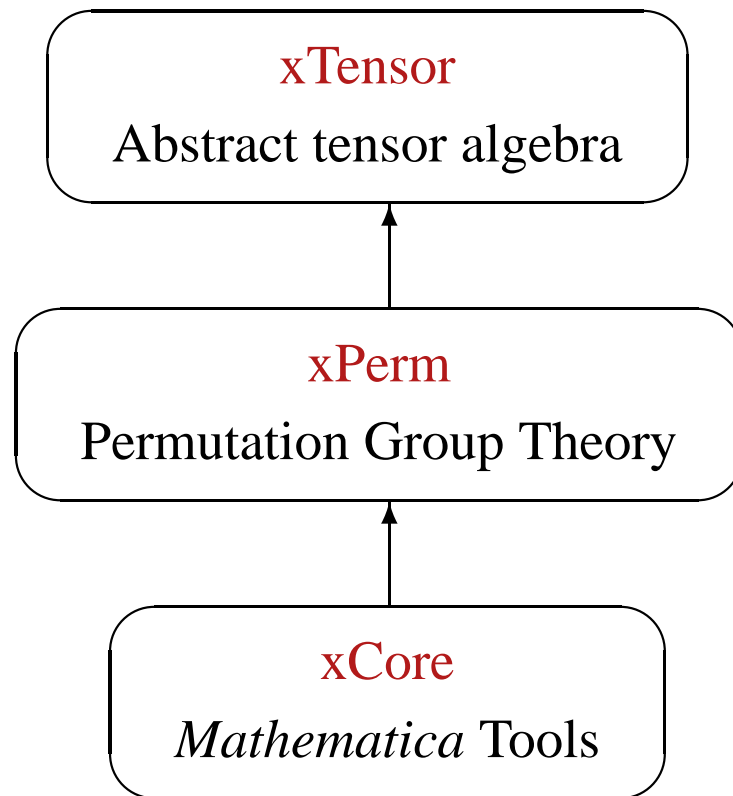 xTensor
Abstract tensor algebra
xPerm
Permutation Group Theory
xCore
Mathematica Tools